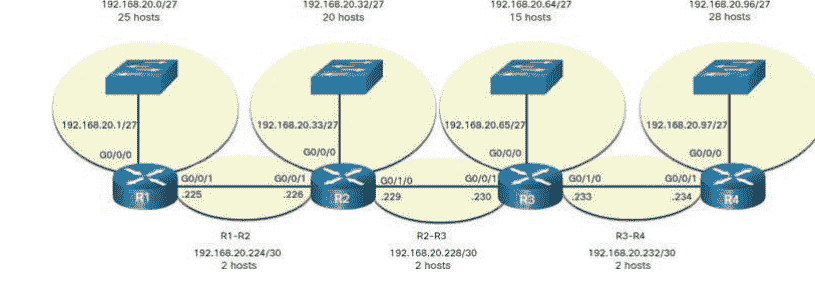 192.168.20.0/27
25 hosts
192.168.20.32/27
20 hosts
192.168.20.64/27
15 hosts
192.168.20.96/27
28 hosts
192.168.20.1/27
G0/0/0
192.168.20.33/27
G0/0/0
192.168.20.65/27
G0/0/0
192.168.20.97/27
G0/0/0
R1
G0/0/1
.225
G0/0/1
.226
R2
G0/1/0
.229
G0/0/1
.230
R3
G0/1/0
.233
G0/0/1
.234
R4
R1-R2
192.168.20.224/30
2 hosts
R2-R3
192.168.20.228/30
2 hosts
R3-R4
192.168.20.232/30
2 hosts